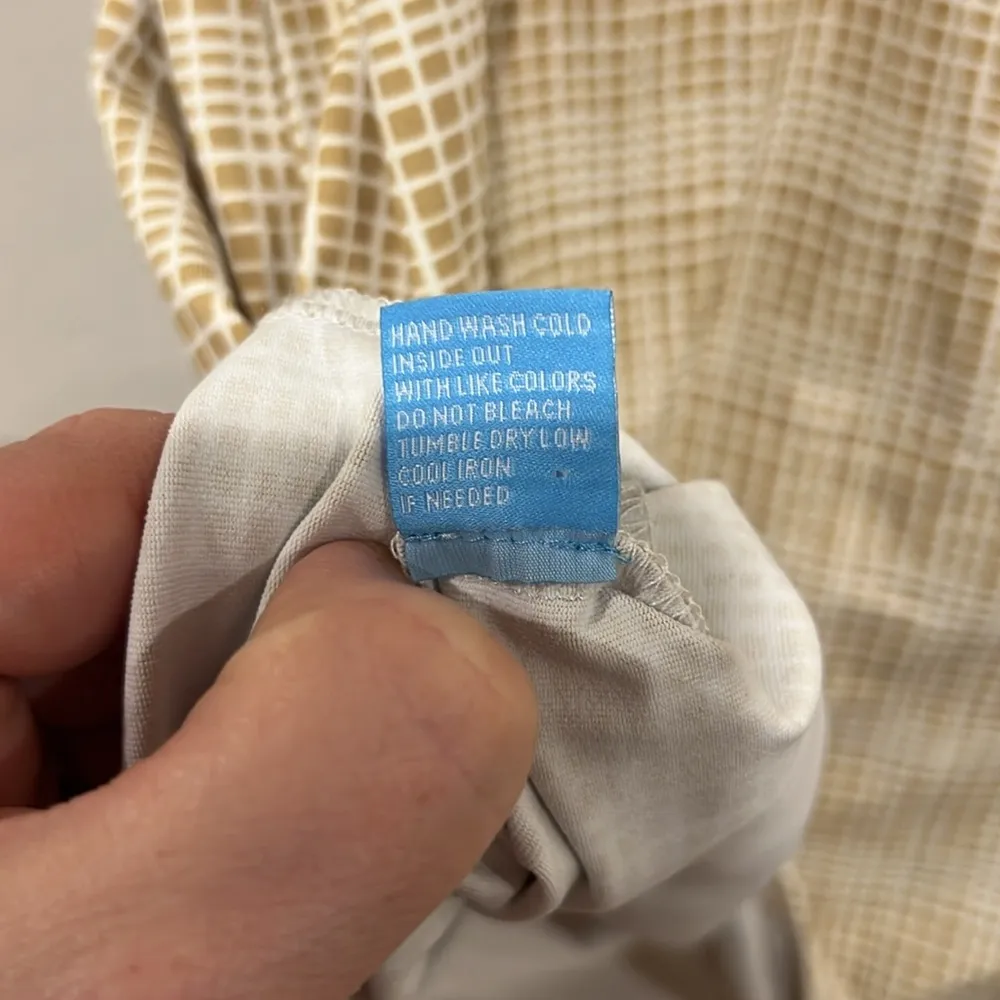 HAND WASH COLD
INSIDE OUT
WITH LIKE COLORS
DO NOT BLEACH
TUMBLE DRY LOW
COOL IRON
IF NEEDED